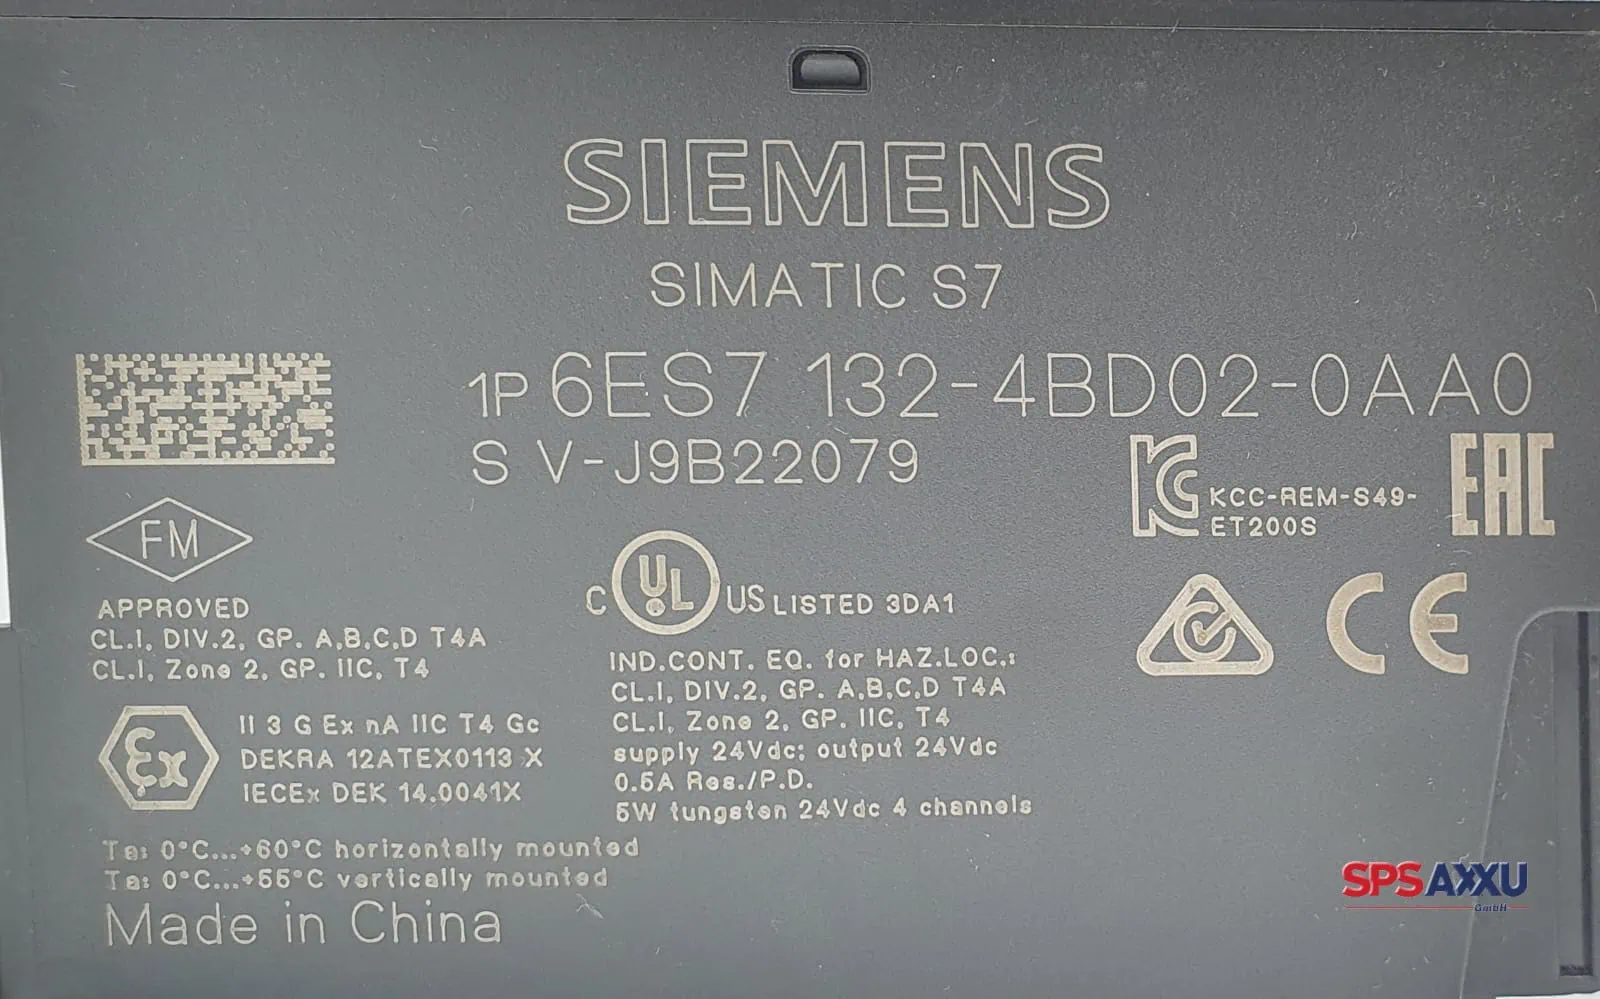 SIEMENS
SIMATIC S7
1P 6ES7 132-4BD02-0AA0
S V-J9B22079
KCC-REM-S49-
ET200S
EAC
FM
APPROVED
CL.I, DIV.2, GP. A,B,C,D T4A
CL.I, Zone 2, GP. IIC, T4
C UL US LISTED 3DA1
IND.CONT. EQ. for HAZ.LOC.:
CL.I, DIV.2, GP. A,B,C,D T4A
CL.I, Zone 2, GP. IIC, T4
supply 24Vdc; output 24Vdc
0.5A Res./P.D.
5W tungsten 24Vdc 4 channels
CE
Ex
II 3 G Ex nA IIC T4 Gc
DEKRA 12ATEX0113 X
IECEx DEK 14.0041X
Ta: 0°C...+60°C horizontally mounted
Ta: 0°C...+55°C vertically mounted
Made in China
SPS AXXU
GmbH